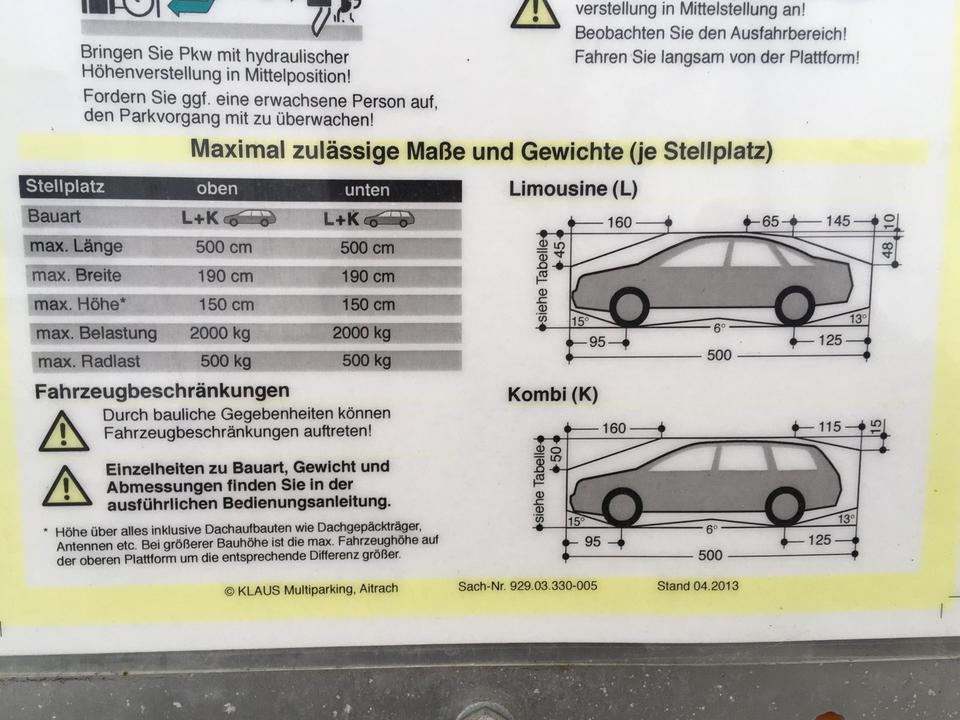 Bringen Sie Pkw mit hydraulischer
Höhenverstellung in Mittelposition!
Fordern Sie ggf. eine erwachsene Person auf,
den Parkvorgang mit zu überwachen!
verstellung in Mittelstellung an!
Beobachten Sie den Ausfahrbereich!
Fahren Sie langsam von der Plattform!
Maximal zulässige Maße und Gewichte (je Stellplatz)
Stellplatz oben unten
Bauart L+K L+K
max. Länge 500 cm 500 cm
max. Breite 190 cm 190 cm
max. Höhe* 150 cm 150 cm
max. Belastung 2000 kg 2000 kg
max. Radlast 500 kg 500 kg
Fahrzeugbeschränkungen
Durch bauliche Gegebenheiten können
Fahrzeugbeschränkungen auftreten!
Einzelheiten zu Bauart, Gewicht und
Abmessungen finden Sie in der
ausführlichen Bedienungsanleitung.
* Höhe über alles inklusive Dachaufbauten wie Dachgepäckträger,
Antennen etc. Bei größerer Bauhöhe ist die max. Fahrzeughöhe auf
der oberen Plattform um die entsprechende Differenz größer.
Limousine (L)
160 65 145 10
45 48
siehe Tabelle
15° 6° 13°
95 125
500
Kombi (K)
160 115 15
50
siehe Tabelle
15° 6° 13°
95 125
500
© KLAUS Multiparking, Aitrach Sach-Nr. 929.03.330-005 Stand 04.2013